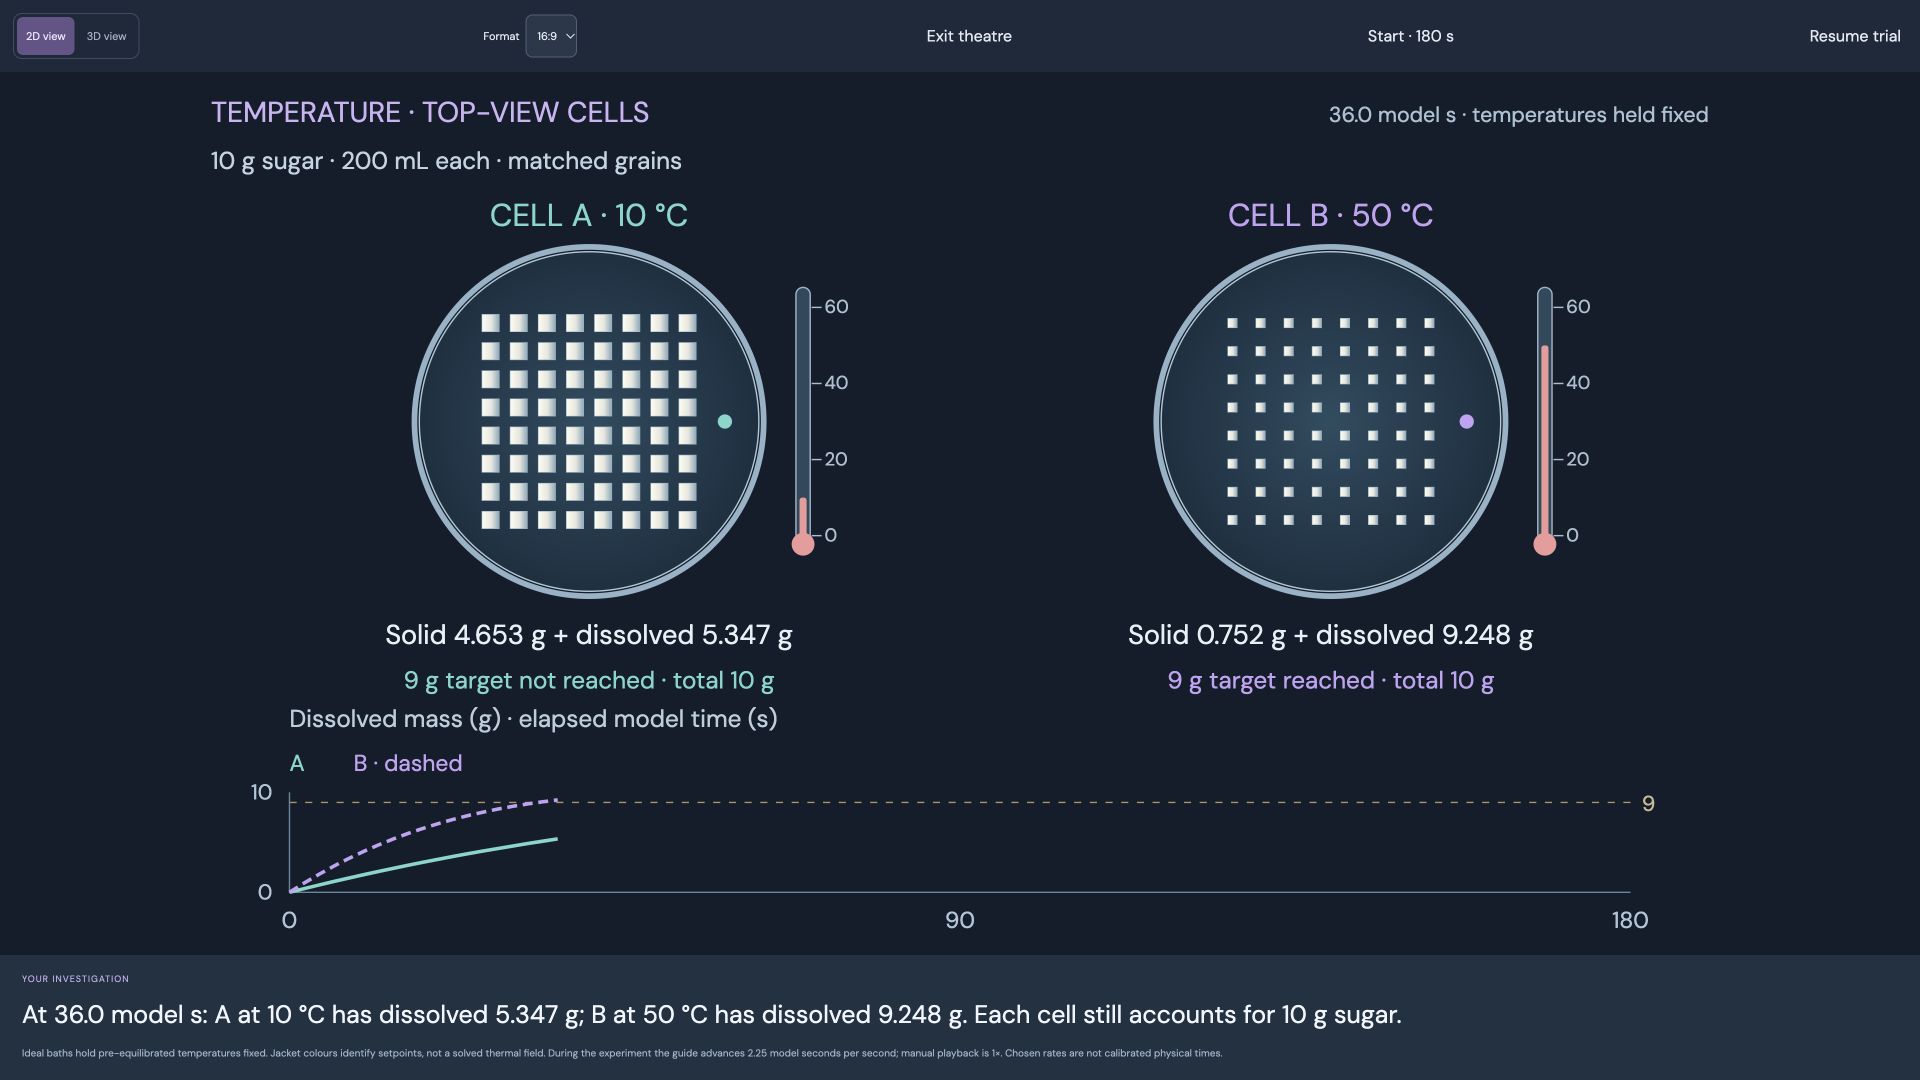 2D view
3D view
Format
16:9
Exit theatre
Start · 180 s
Resume trial
TEMPERATURE · TOP-VIEW CELLS
36.0 model s · temperatures held fixed
10 g sugar · 200 mL each · matched grains
CELL A · 10 °C
CELL B · 50 °C
60
40
20
0
60
40
20
0
Solid 4.653 g + dissolved 5.347 g
Solid 0.752 g + dissolved 9.248 g
9 g target not reached · total 10 g
9 g target reached · total 10 g
Dissolved mass (g) · elapsed model time (s)
A
B · dashed
10
9
0
0
90
180
YOUR INVESTIGATION
At 36.0 model s: A at 10 °C has dissolved 5.347 g; B at 50 °C has dissolved 9.248 g. Each cell still accounts for 10 g sugar.
Ideal baths hold pre-equilibrated temperatures fixed. Jacket colours identify setpoints, not a solved thermal field. During the experiment the guide advances 2.25 model seconds per second; manual playback is 1×. Chosen rates are not calibrated physical times.